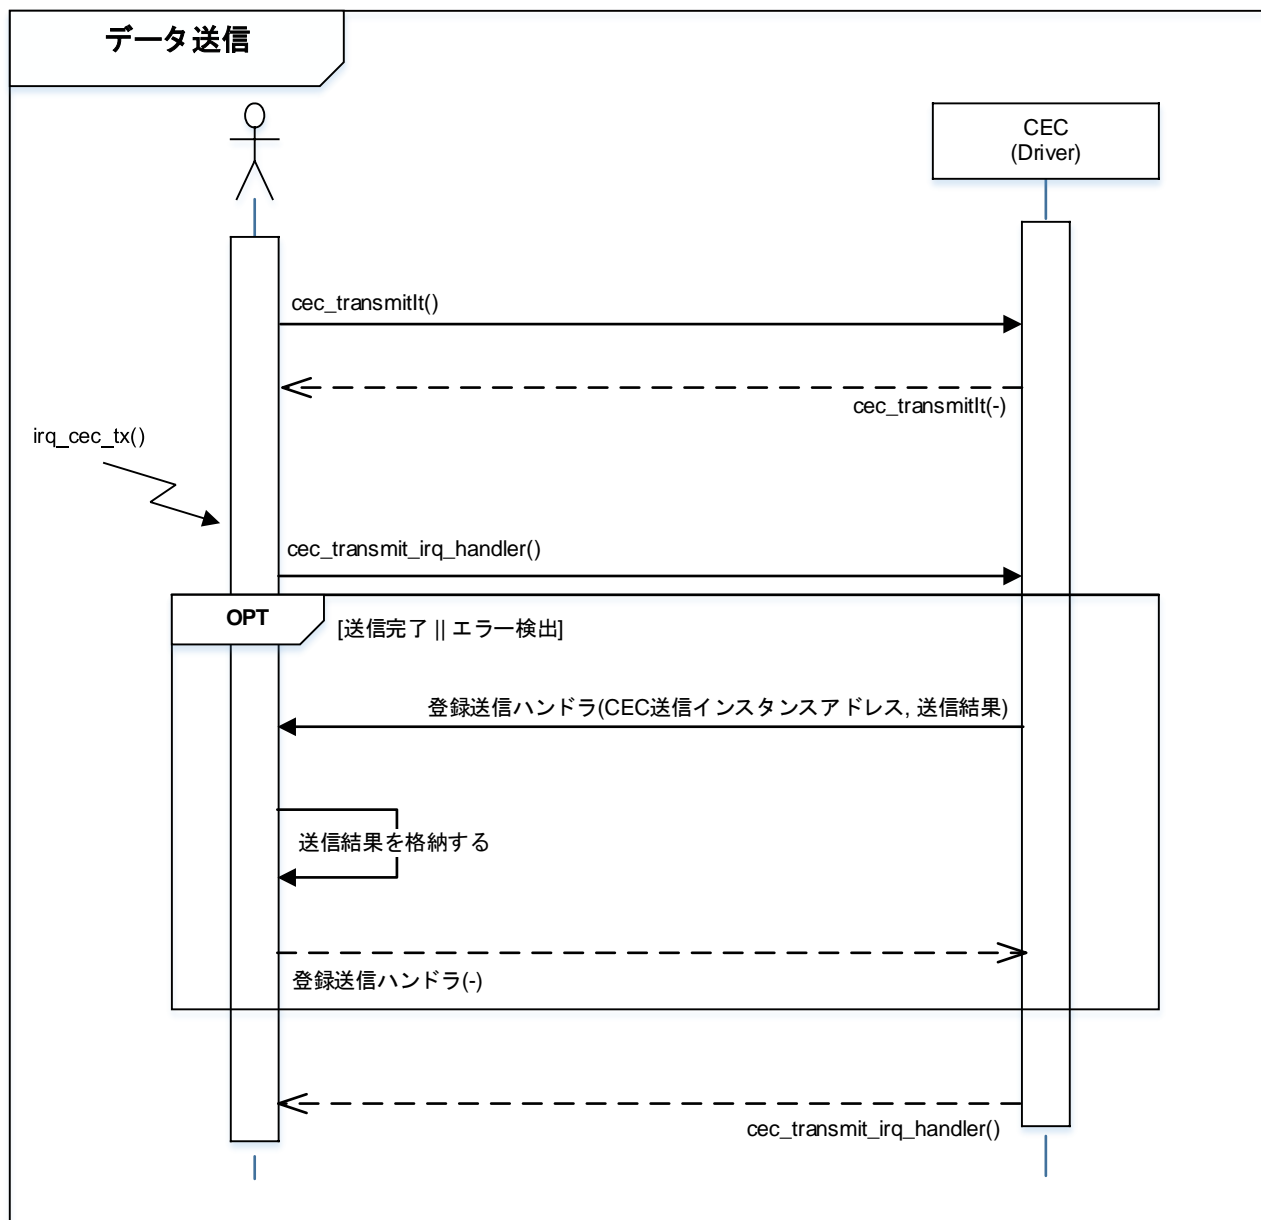 データ送信
CEC
(Driver)
cec_transmitIt()
cec_transmitIt(-)
irq_cec_tx()
cec_transmit_irq_handler()
OPT
[送信完了 || エラー検出]
登録送信ハンドラ(CEC送信インスタンスアドレス, 送信結果)
送信結果を格納する
登録送信ハンドラ(-)
cec_transmit_irq_handler()